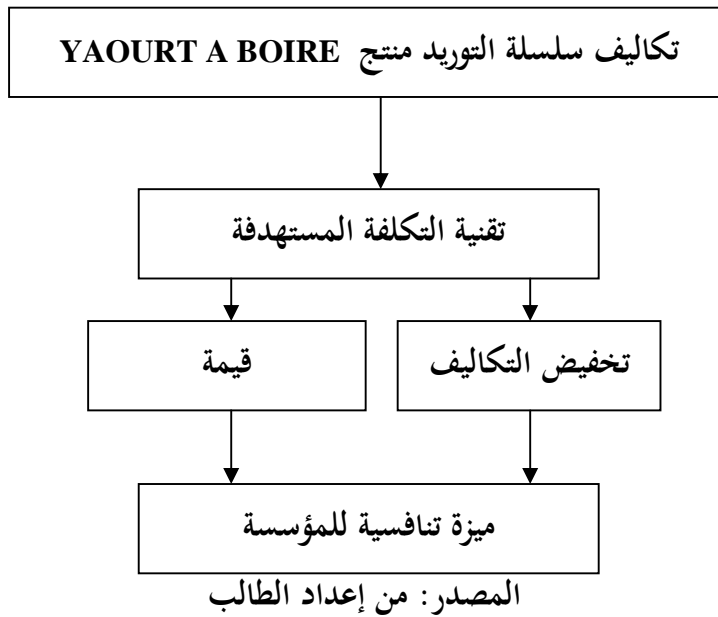 تكاليف سلسلة التوريد منتج YAOURT A BOIRE
تقنية التكلفة المستهدفة
تخفيض التكاليف
قيمة
ميزة تنافسية للمؤسسة
المصدر: من إعداد الطالب